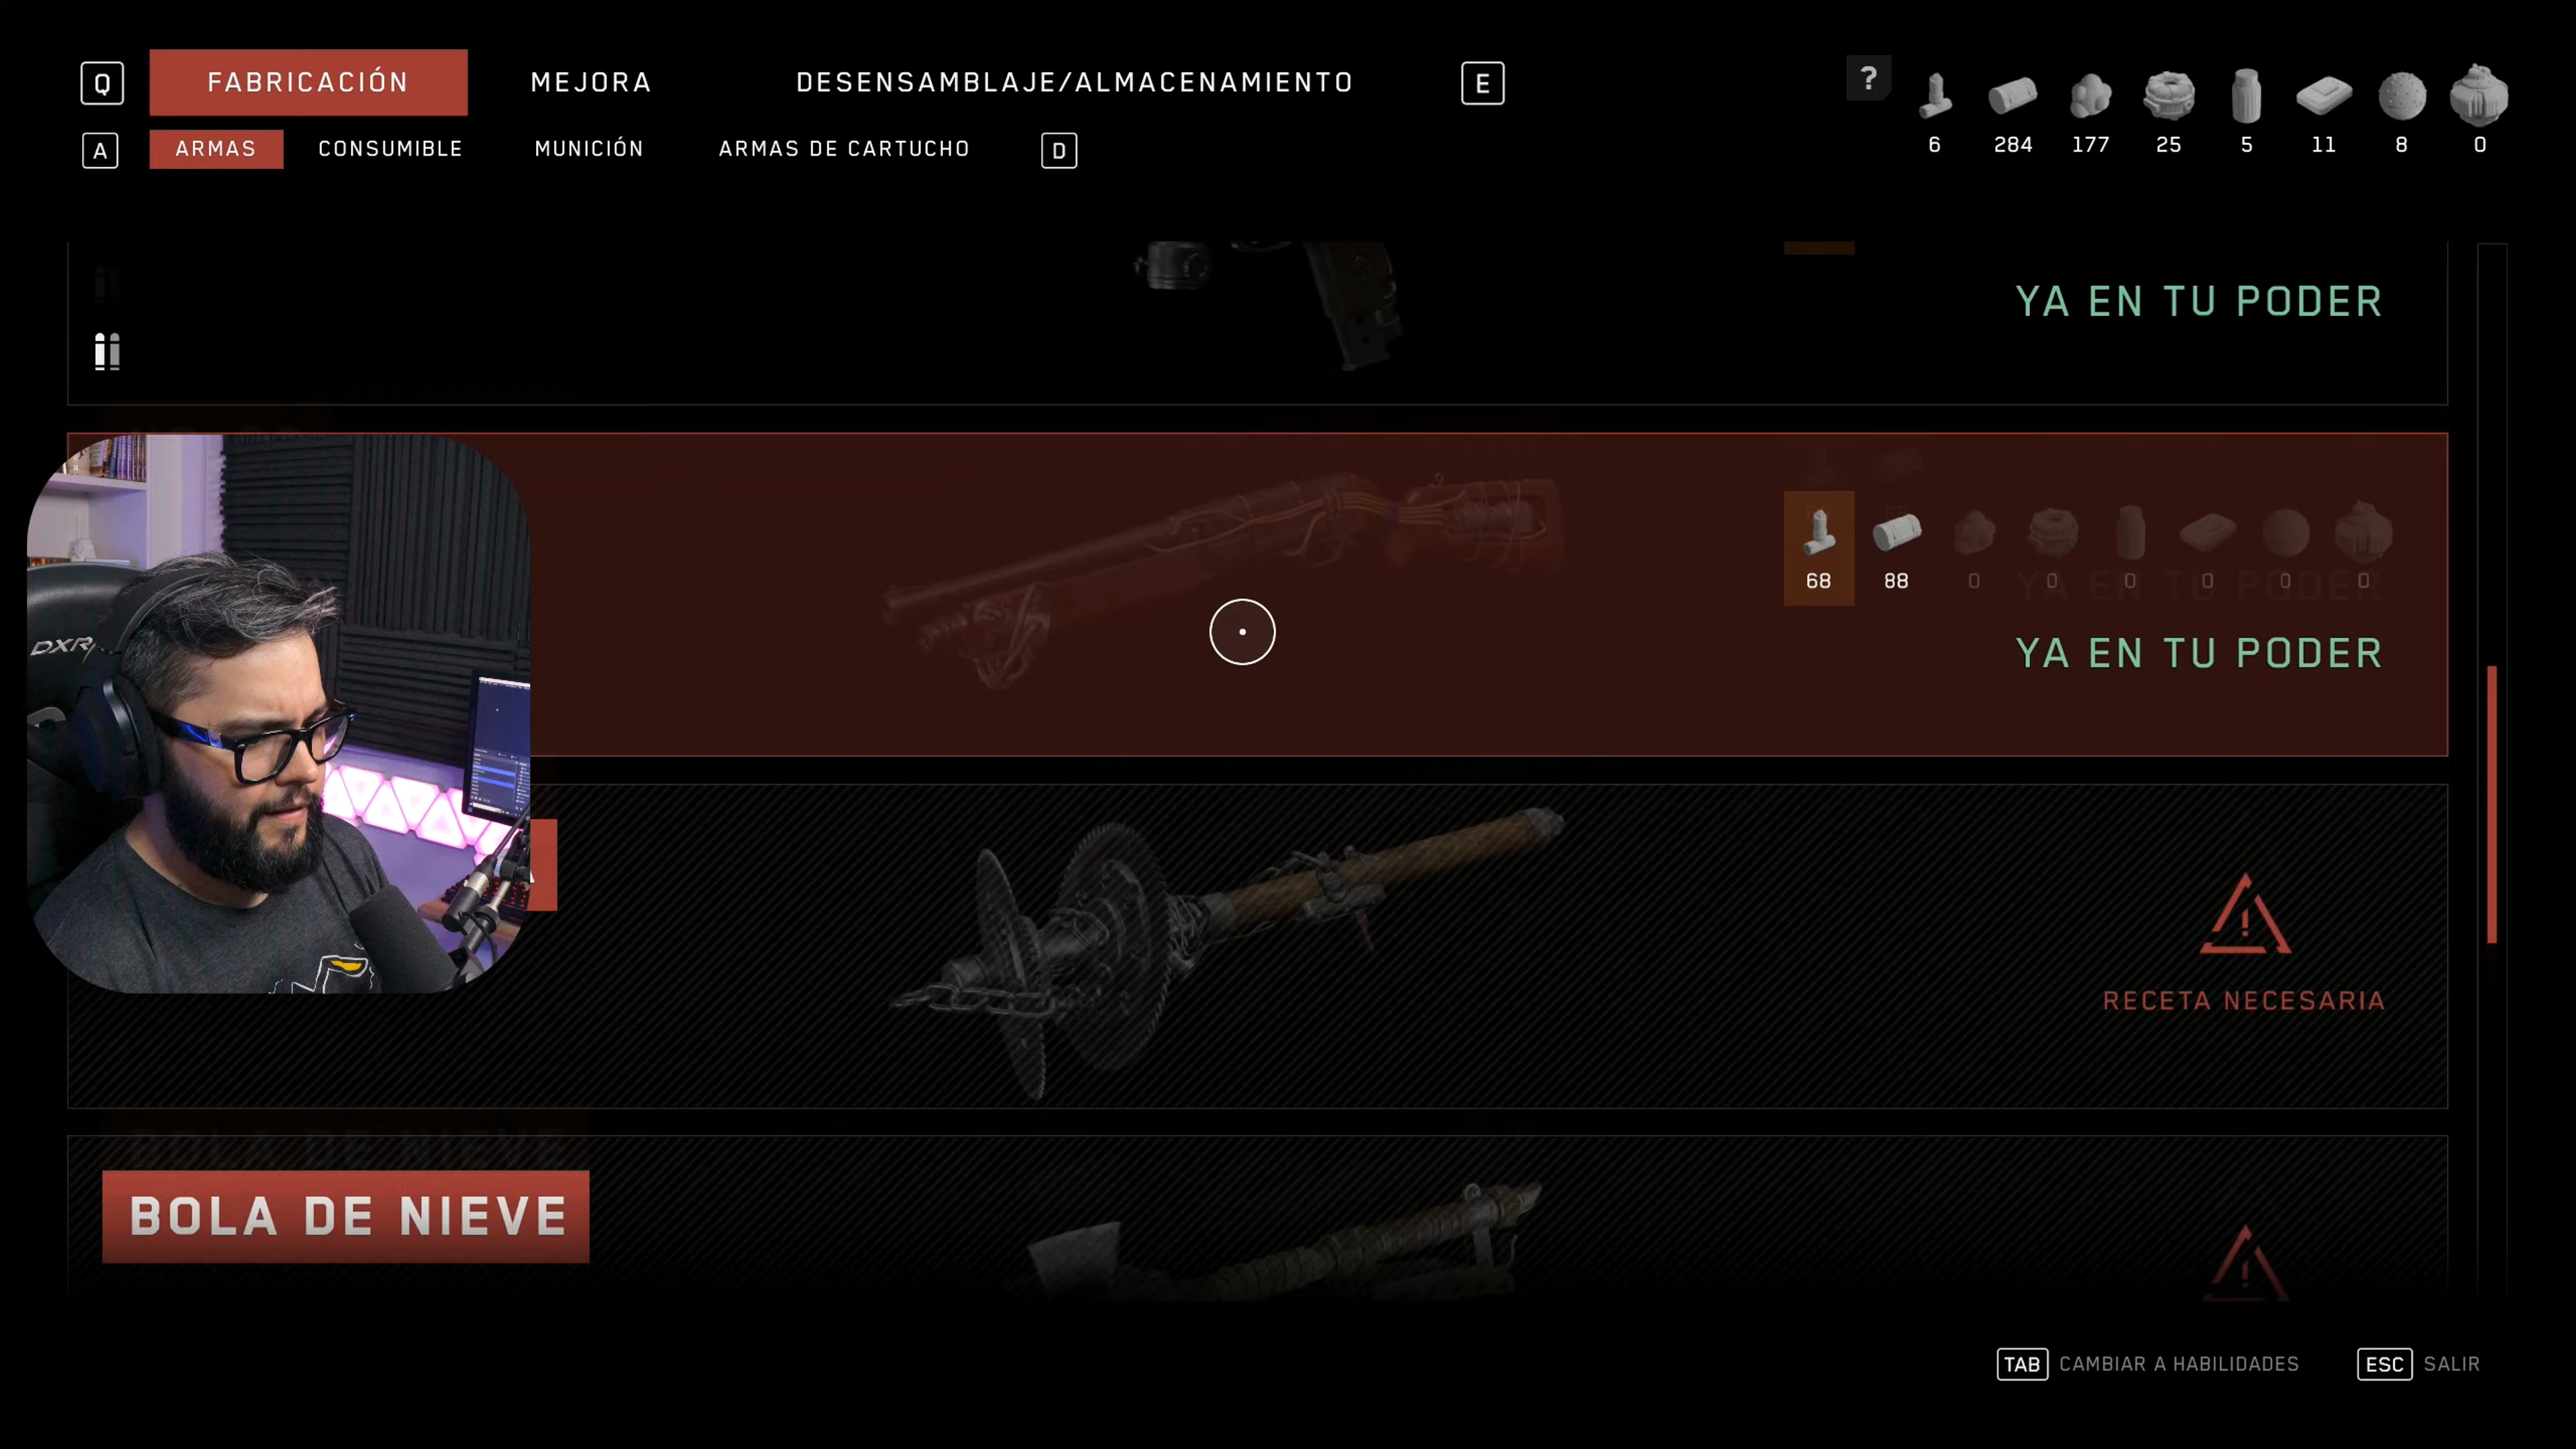 Q FABRICACIÓN MEJORA DESENSAMBLAJE/ALMACENAMIENTO E ?
A ARMAS CONSUMIBLE MUNICIÓN ARMAS DE CARTUCHO D
6 284 177 25 5 11 8 0
YA EN TU PODER
68 88 0 0 0 0 0 0
YA EN TU PODER
DXR
RECETA NECESARIA
BOLA DE NIEVE
TAB CAMBIAR A HABILIDADES ESC SALIR